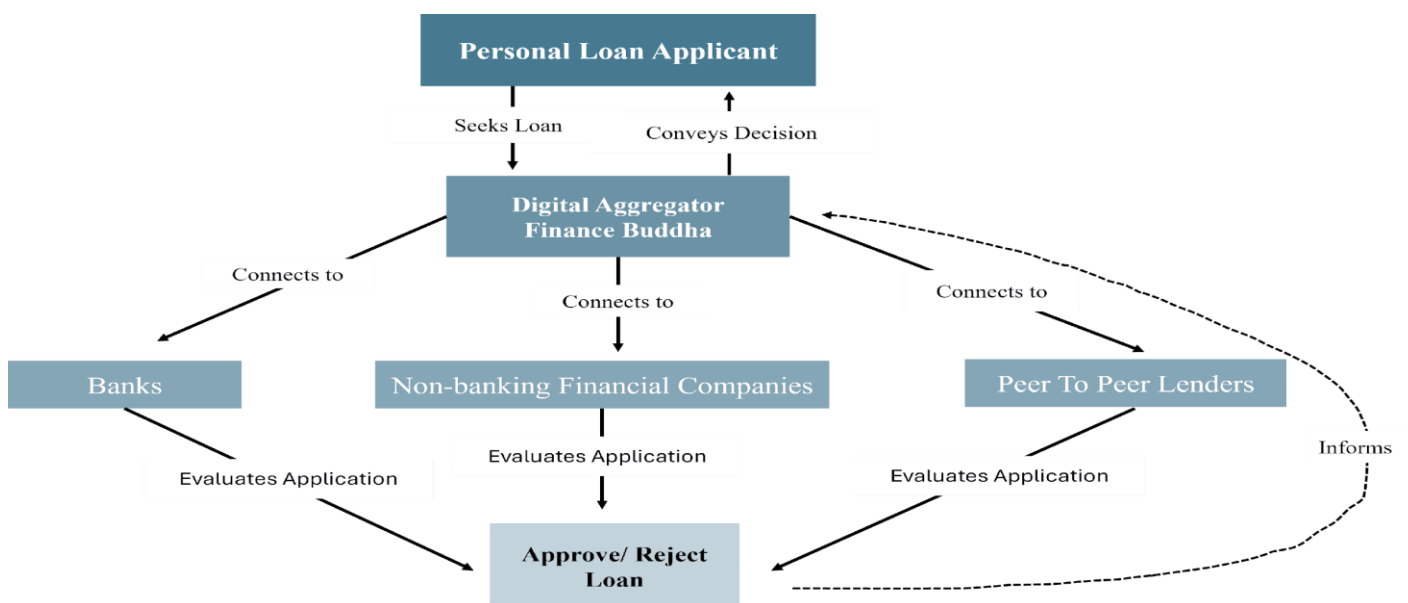 Personal Loan Applicant
Seeks Loan
Conveys Decision
Digital Aggregator
Finance Buddha
Connects to
Connects to
Connects to
Banks
Non-banking Financial Companies
Peer To Peer Lenders
Evaluates Application
Evaluates Application
Evaluates Application
Informs
Approve/ Reject
Loan